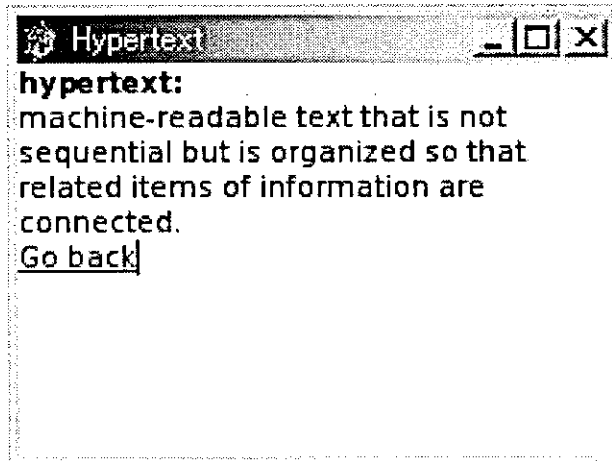 Hypertext
hypertext:
machine-readable text that is not
sequential but is organized so that
related items of information are
connected.
Go back